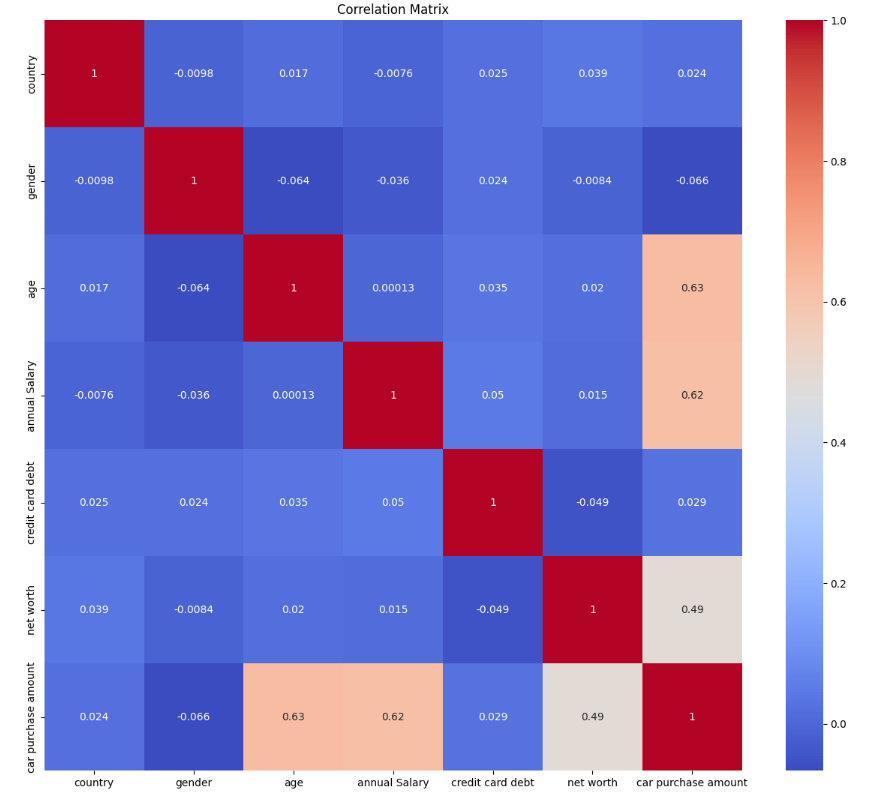 Correlation Matrix
country 1 -0.0098 0.017 -0.0076 0.025 0.039 0.024
gender -0.0098 1 -0.064 -0.036 0.024 -0.0084 -0.066
age 0.017 -0.064 1 0.00013 0.035 0.02 0.63
annual Salary -0.0076 -0.036 0.00013 1 0.05 0.015 0.62
credit card debt 0.025 0.024 0.035 0.05 1 -0.049 0.029
net worth 0.039 -0.0084 0.02 0.015 -0.049 1 0.49
car purchase amount 0.024 -0.066 0.63 0.62 0.029 0.49 1
country gender age annual Salary credit card debt net worth car purchase amount
1.0
0.8
0.6
0.4
0.2
0.0